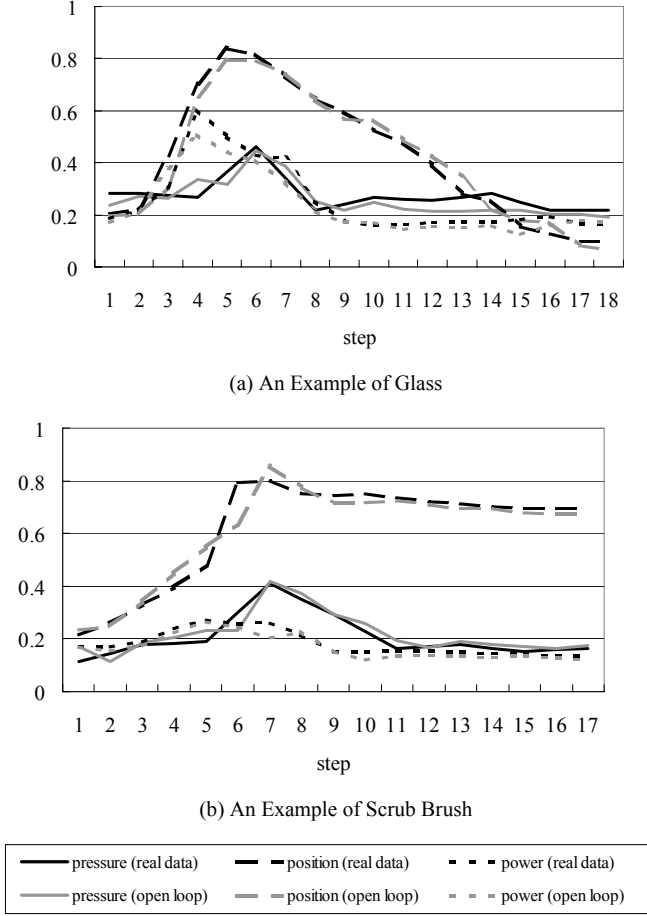 1
0.8
0.6
0.4
0.2
0
1 2 3 4 5 6 7 8 9 10 11 12 13 14 15 16 17 18
step
(a) An Example of Glass
1
0.8
0.6
0.4
0.2
0
1 2 3 4 5 6 7 8 9 10 11 12 13 14 15 16 17
step
(b) An Example of Scrub Brush
pressure (real data) position (real data) power (real data)
pressure (open loop) position (open loop) power (open loop)